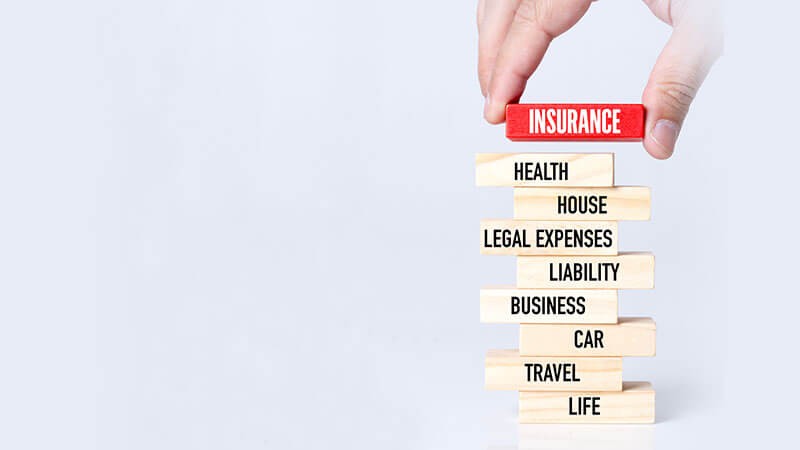 INSURANCE
HEALTH
HOUSE
LEGAL EXPENSES
LIABILITY
BUSINESS
CAR
TRAVEL
LIFE